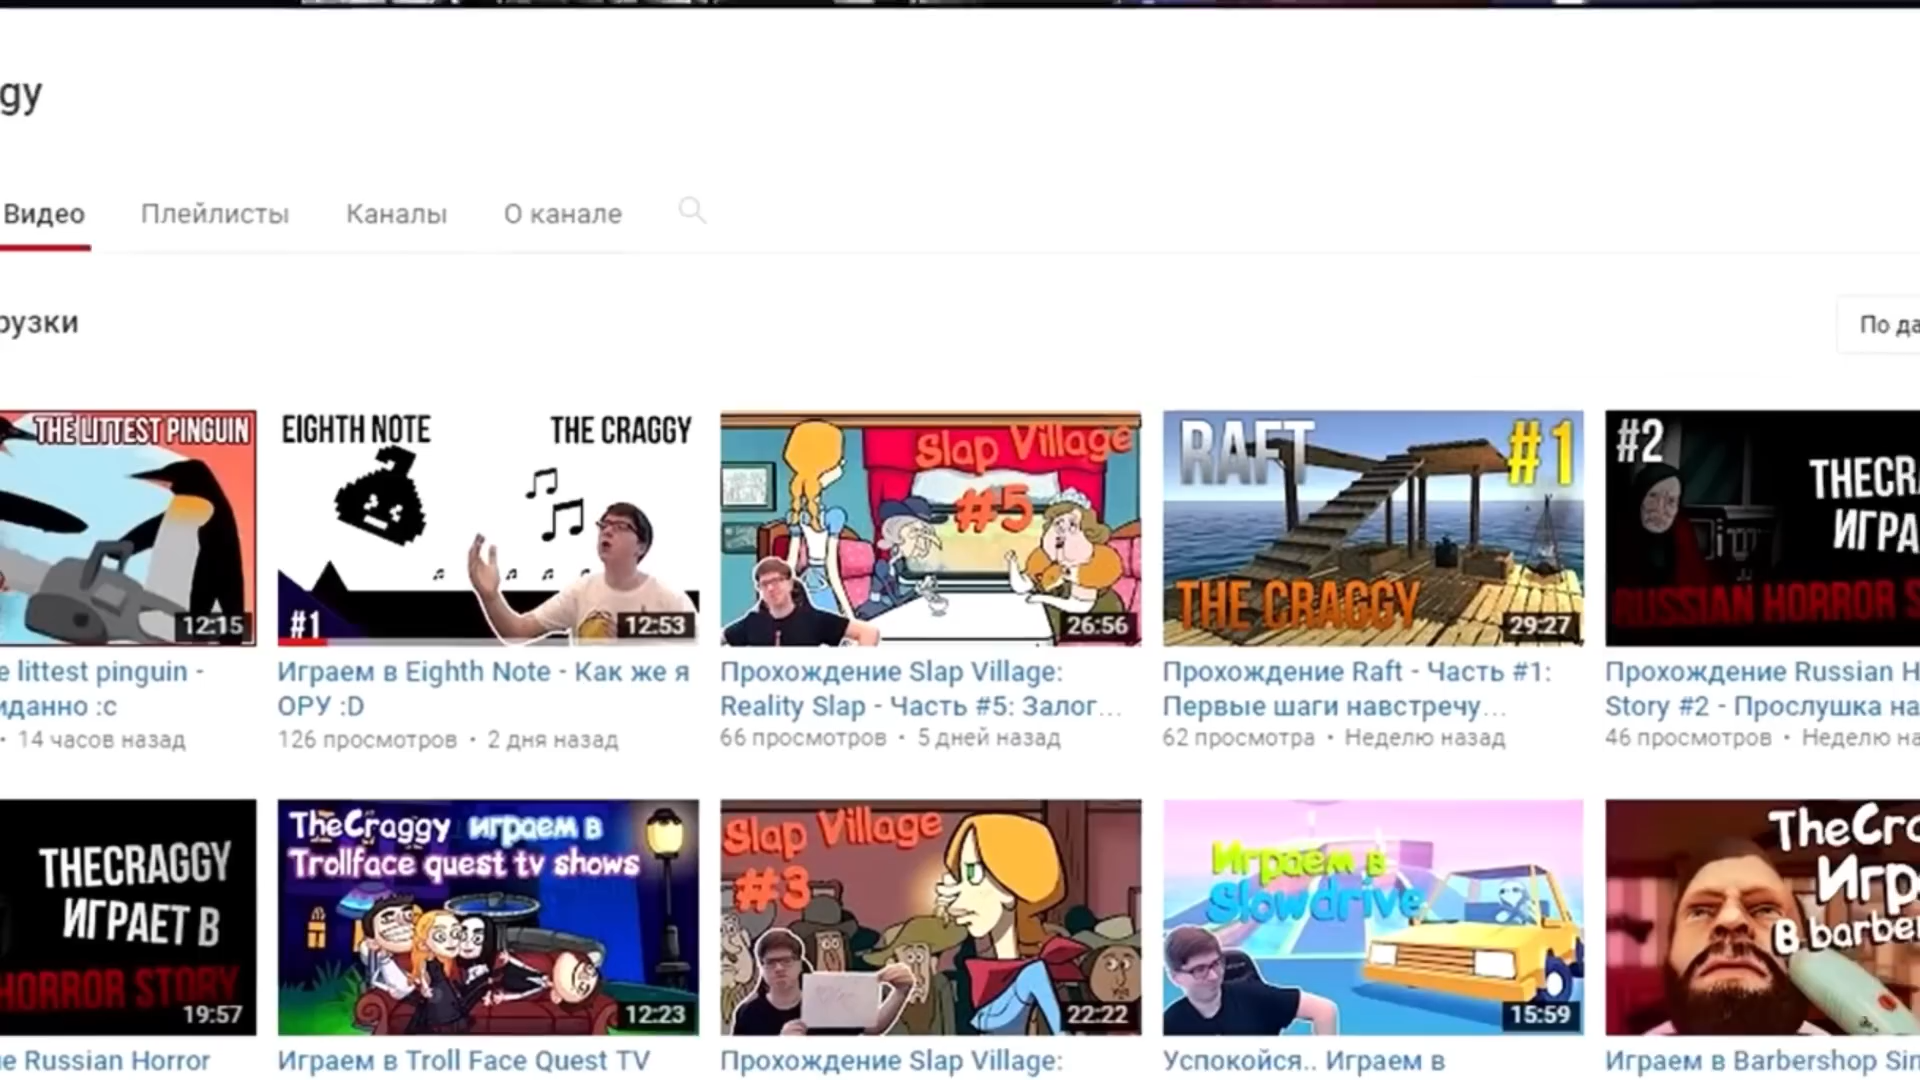 gy
Видео
Плейлисты
Каналы
О канале
рузки
По да
THE LITTEST PINGUIN
12:15
EIGHTH NOTE
THE CRAGGY
#1
12:53
Slap Village
#5
26:56
RAFT
#1
THE CRAGGY
29:27
#2
THECRA
ИГРА
RUSSIAN HORROR S
e littest pinguin -
иданно :с
• 14 часов назад
Играем в Eighth Note - Как же я
ОРУ :D
126 просмотров • 2 дня назад
Прохождение Slap Village:
Reality Slap - Часть #5: Залог...
66 просмотров • 5 дней назад
Прохождение Raft - Часть #1:
Первые шаги навстречу...
62 просмотра • Неделю назад
Прохождение Russian H
Story #2 - Прослушка на
46 просмотров • Неделю на
THECRAGGY
ИГРАЕТ В
HORROR STORY
19:57
TheCraggy играем в
Trollface quest tv shows
12:23
Slap Village
#3
22:22
Играем в
Slowdrive
15:59
TheCra
Игра
В barber
e Russian Horror
Играем в Troll Face Quest TV
Прохождение Slap Village:
Успокойся.. Играем в
Играем в Barbershop Sim